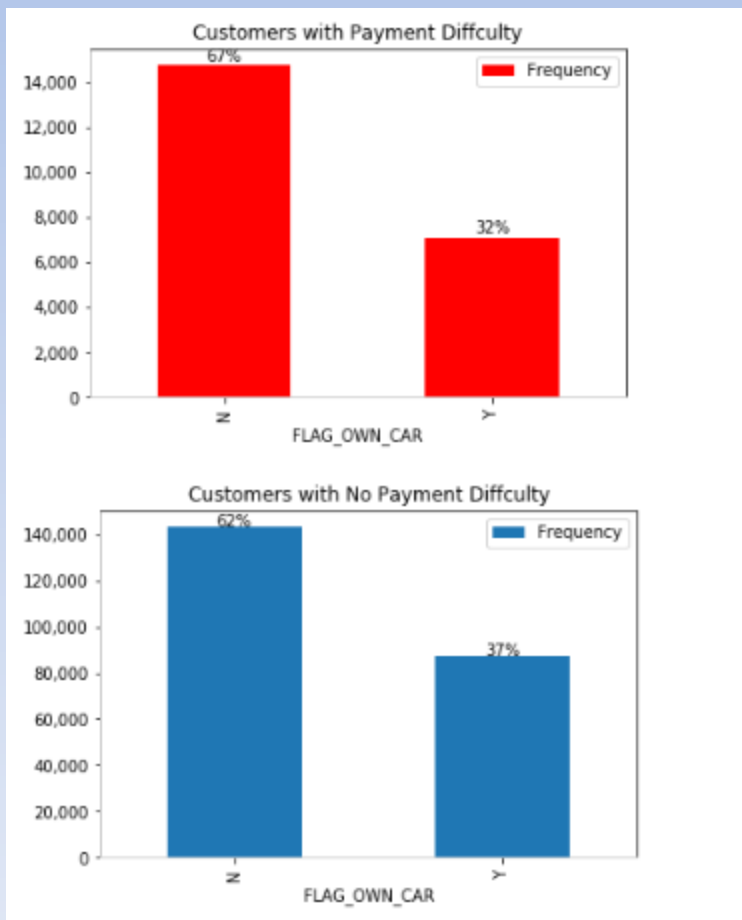 Customers with Payment Diffculty
67%
Frequency
14,000
12,000
10,000
8,000
32%
6,000
4,000
2,000
0
N
Y
FLAG_OWN_CAR
Customers with No Payment Diffculty
62%
Frequency
140,000
120,000
100,000
37%
80,000
60,000
40,000
20,000
0
N
Y
FLAG_OWN_CAR